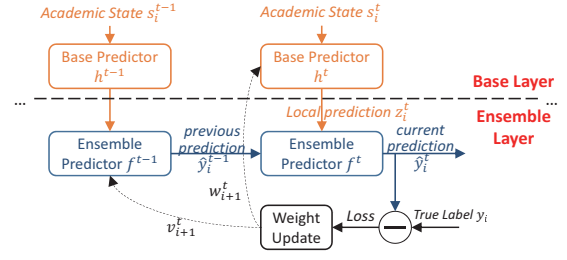 Academic State s_i^{t-1}
Academic State s_i^t
Base Predictor
h^{t-1}
Base Predictor
h^t
Base Layer
...
...
Local prediction z_i^t
Ensemble
Layer
Ensemble
Predictor f^{t-1}
previous
prediction
ŷ_i^{t-1}
Ensemble
Predictor f^t
current
prediction
ŷ_i^t
w_{i+1}^t
v_{i+1}^t
Weight
Update
Loss
True Label y_i